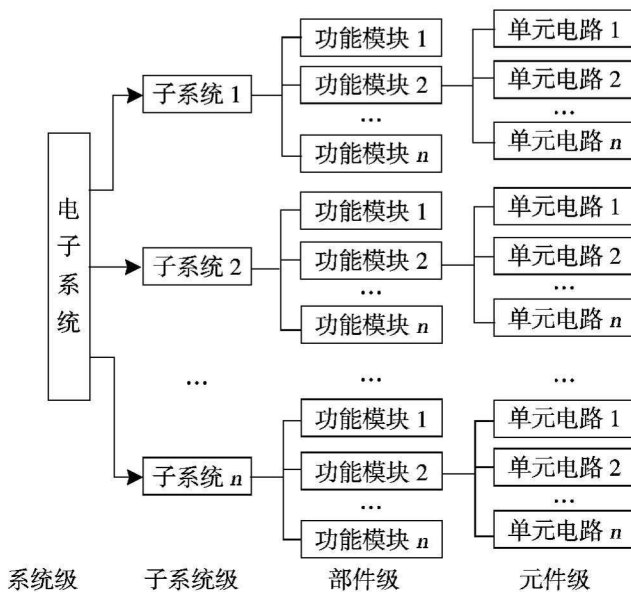 电子系统
子系统 1
功能模块 1
功能模块 2
…
功能模块 n
单元电路 1
单元电路 2
…
单元电路 n
子系统 2
功能模块 1
功能模块 2
…
功能模块 n
单元电路 1
单元电路 2
…
单元电路 n
…
…
…
子系统 n
功能模块 1
功能模块 2
…
功能模块 n
单元电路 1
单元电路 2
…
单元电路 n
系统级
子系统级
部件级
元件级